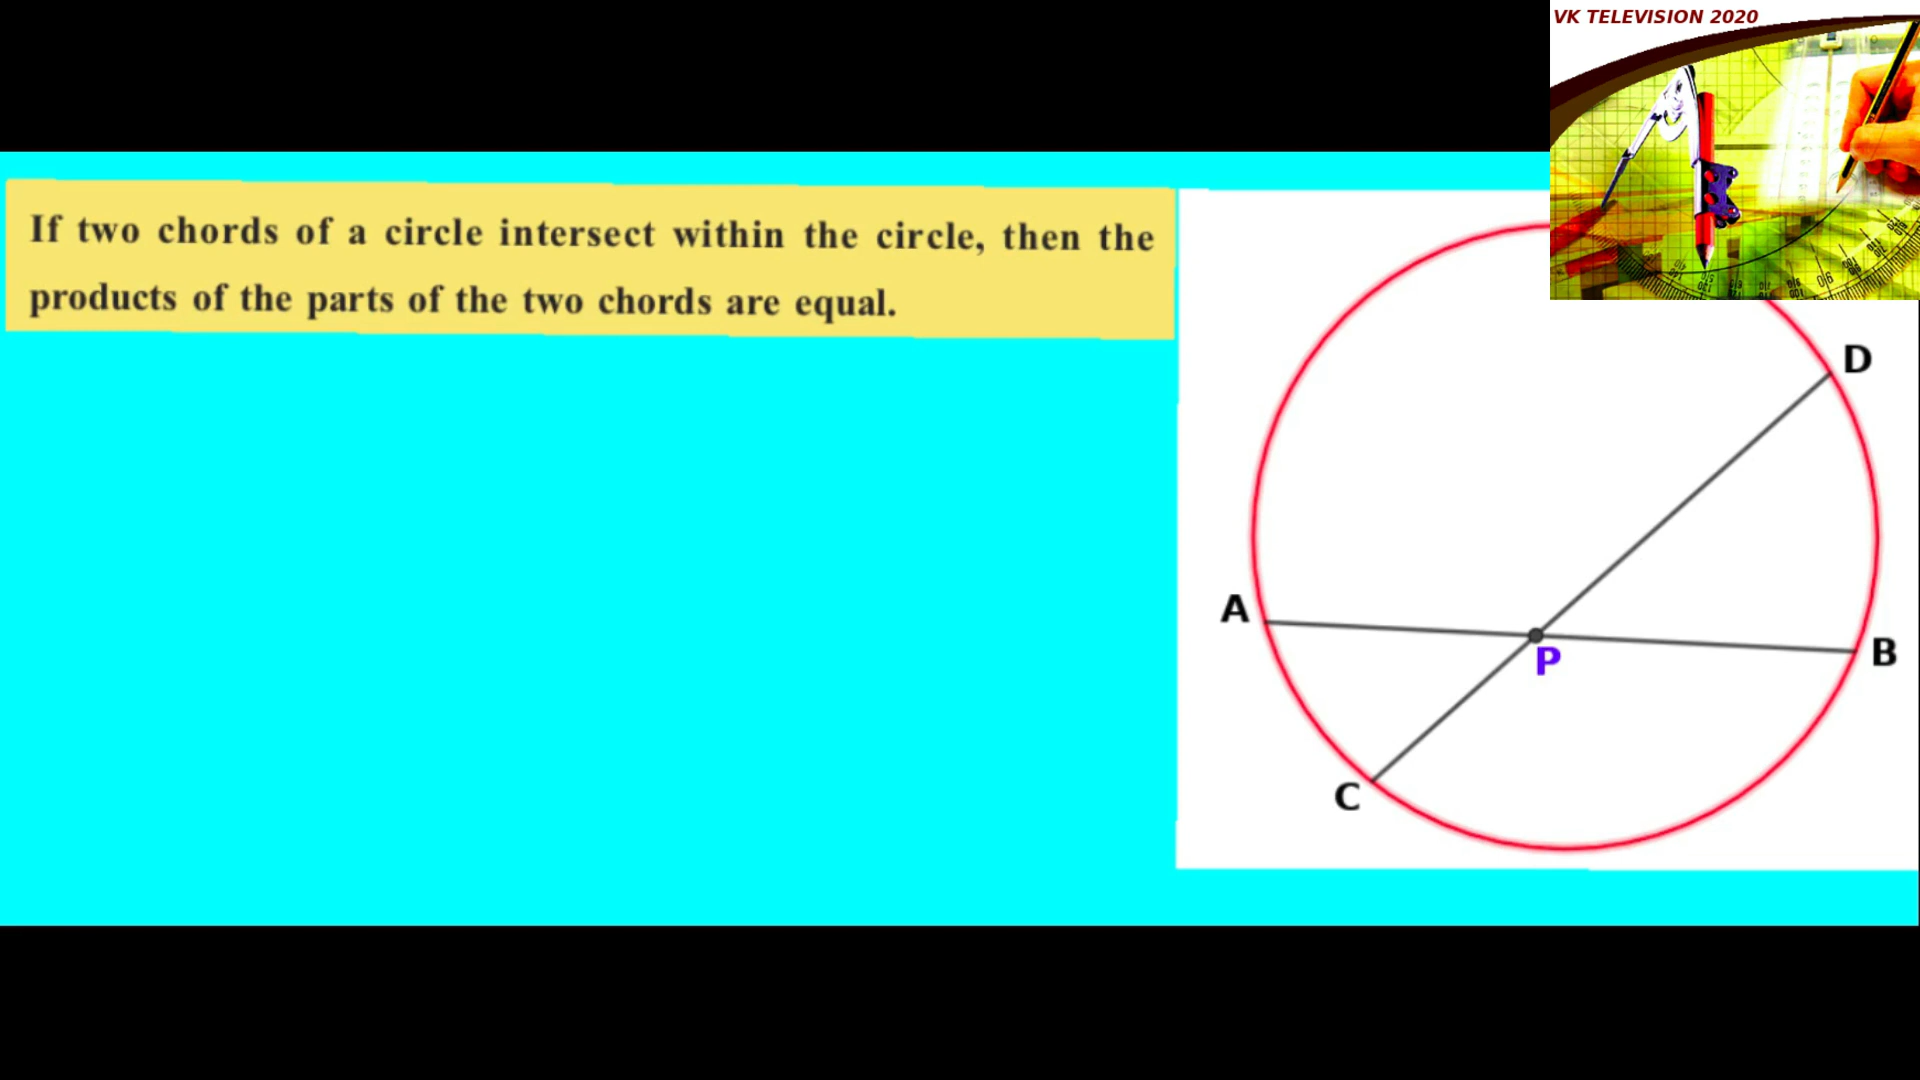 VK TELEVISION 2020
If two chords of a circle intersect within the circle, then the
products of the parts of the two chords are equal.
D
A
P
B
C